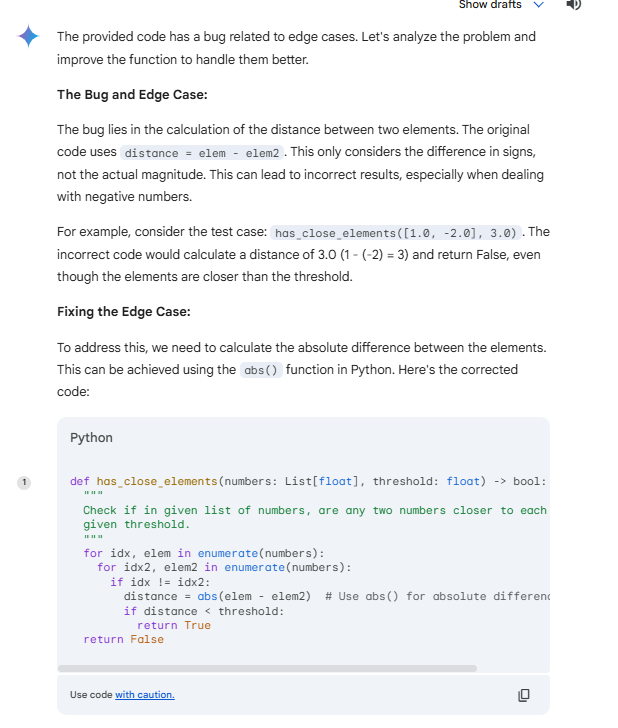 Show drafts
The provided code has a bug related to edge cases. Let's analyze the problem and
improve the function to handle them better.
The Bug and Edge Case:
The bug lies in the calculation of the distance between two elements. The original
code uses distance = elem - elem2 . This only considers the difference in signs,
not the actual magnitude. This can lead to incorrect results, especially when dealing
with negative numbers.
For example, consider the test case: has_close_elements([1.0, -2.0], 3.0) . The
incorrect code would calculate a distance of 3.0 (1 - (-2) = 3) and return False, even
though the elements are closer than the threshold.
Fixing the Edge Case:
To address this, we need to calculate the absolute difference between the elements.
This can be achieved using the abs() function in Python. Here's the corrected
code:
Python
1
def has_close_elements(numbers: List[float], threshold: float) -> bool:
"""
Check if in given list of numbers, are any two numbers closer to each
given threshold.
"""
for idx, elem in enumerate(numbers):
for idx2, elem2 in enumerate(numbers):
if idx != idx2:
distance = abs(elem - elem2) # Use abs() for absolute differenc
if distance < threshold:
return True
return False
Use code with caution.